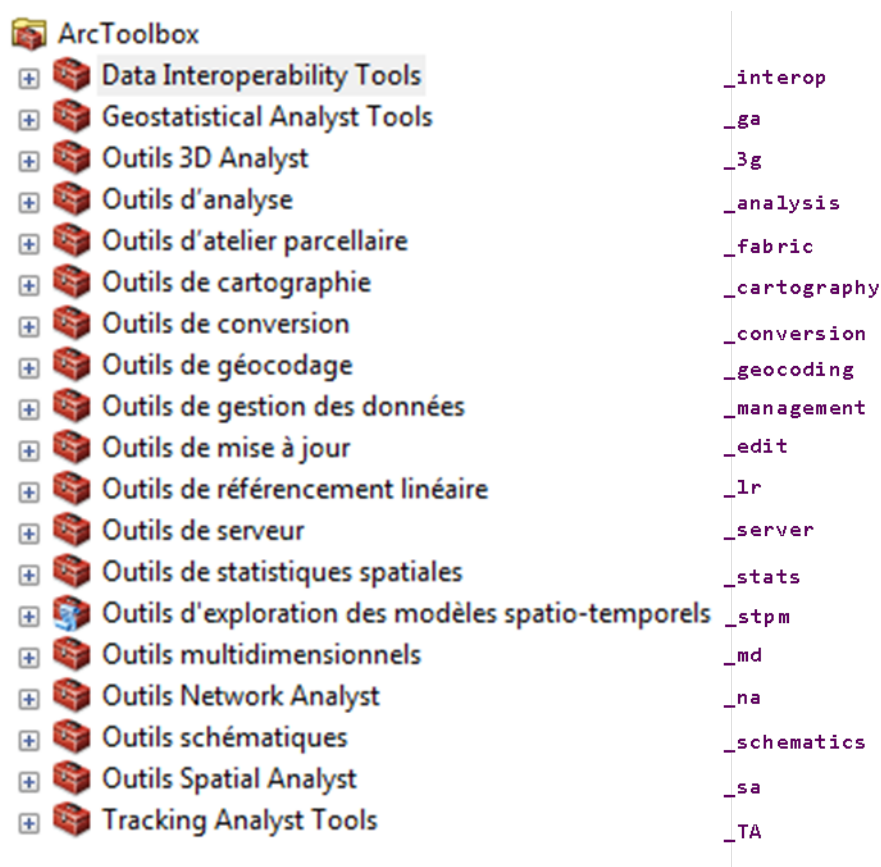 ArcToolbox
Data Interoperability Tools _interop
Geostatistical Analyst Tools _ga
Outils 3D Analyst _3g
Outils d'analyse _analysis
Outils d'atelier parcellaire _fabric
Outils de cartographie _cartography
Outils de conversion _conversion
Outils de géocodage _geocoding
Outils de gestion des données _management
Outils de mise à jour _edit
Outils de référencement linéaire _lr
Outils de serveur _server
Outils de statistiques spatiales _stats
Outils d'exploration des modèles spatio-temporels _stpm
Outils multidimensionnels _md
Outils Network Analyst _na
Outils schématiques _schematics
Outils Spatial Analyst _sa
Tracking Analyst Tools _TA